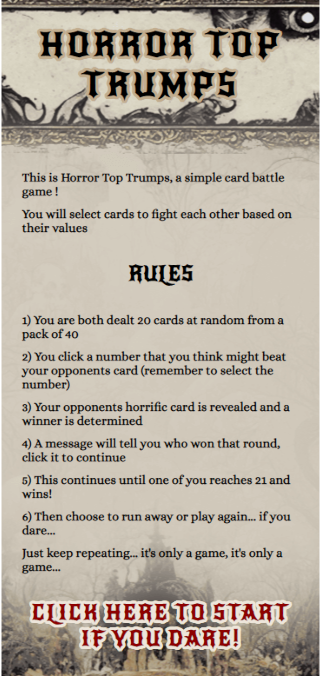 HORROR TOP
TRUMPS
This is Horror Top Trumps, a simple card battle
game !
You will select cards to fight each other based on
their values
RULES
1) You are both dealt 20 cards at random from a
pack of 40
2) You click a number that you think might beat
your opponents card (remember to select the
number)
3) Your opponents horrific card is revealed and a
winner is determined
4) A message will tell you who won that round,
click it to continue
5) This continues until one of you reaches 21 and
wins!
6) Then choose to run away or play again... if you
dare...
Just keep repeating... it's only a game, it's only a
game...
CLICK HERE TO START
IF YOU DARE!